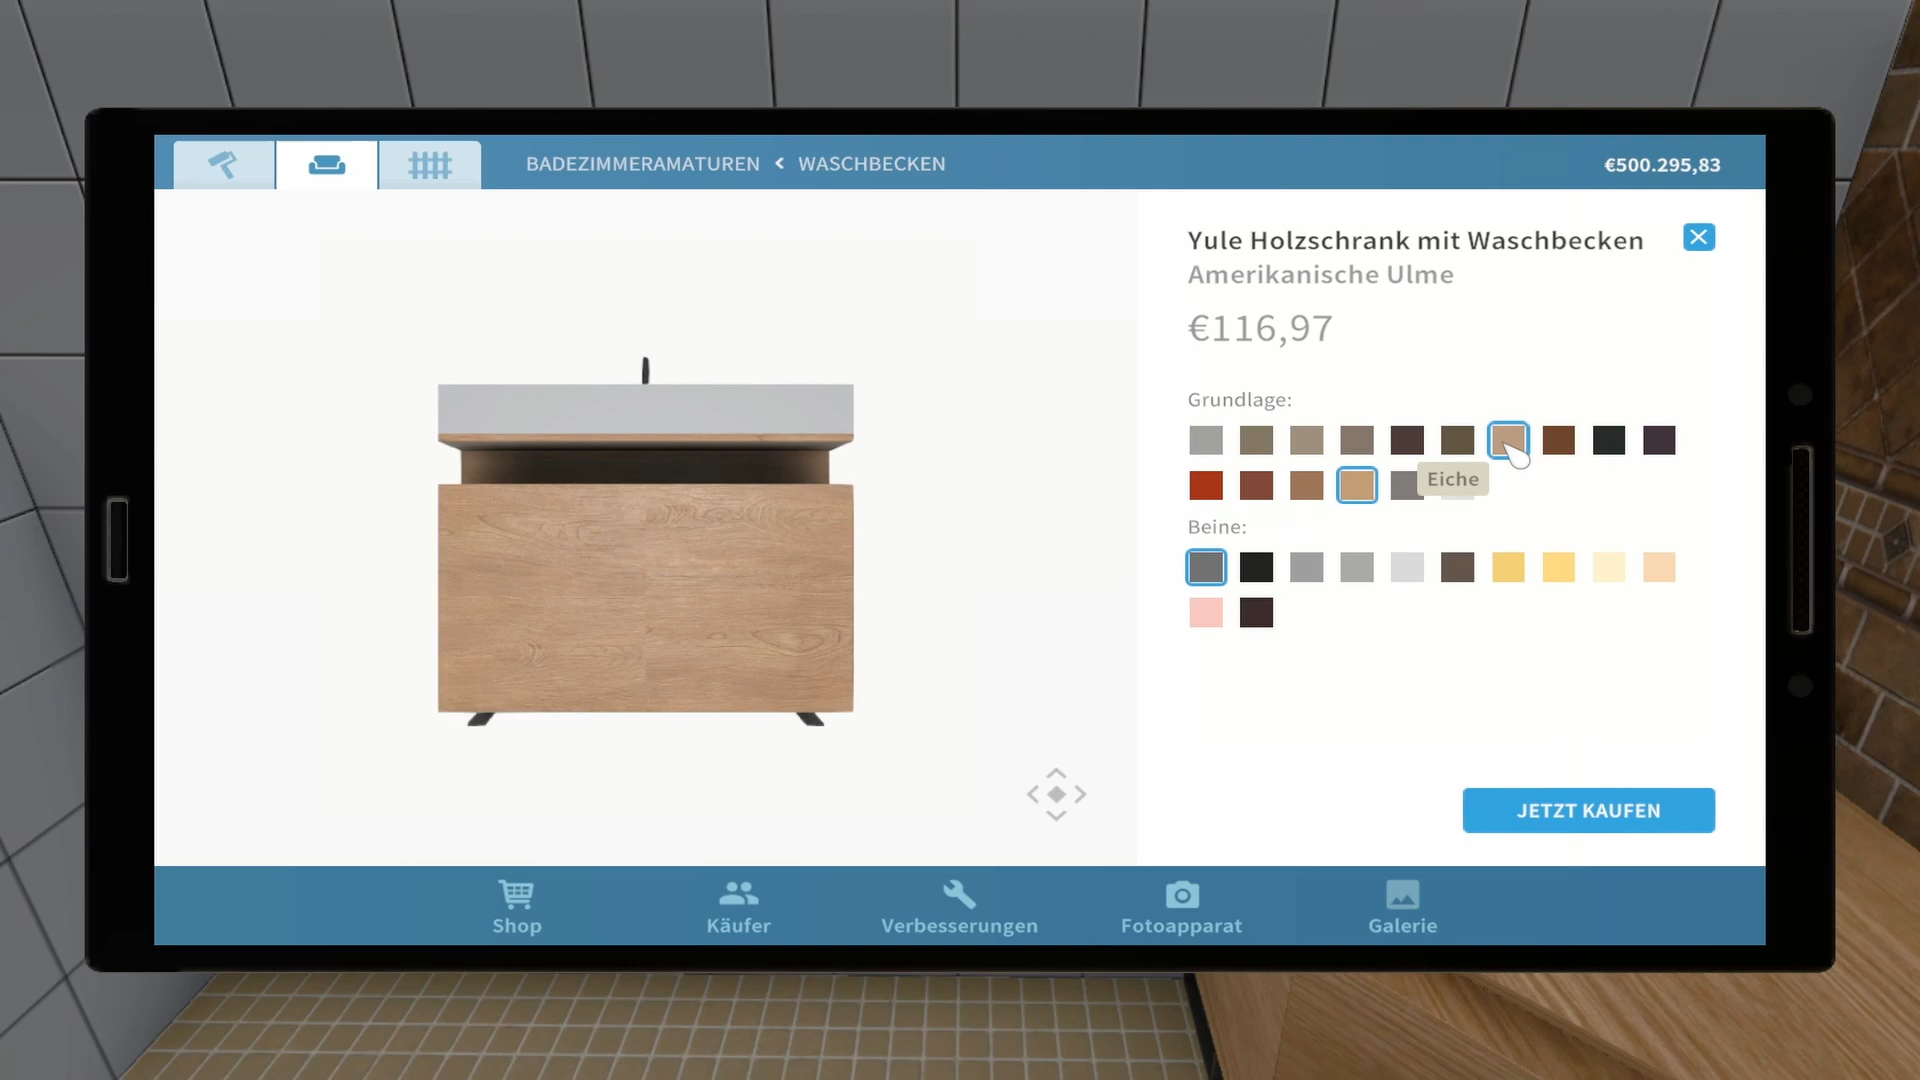 BADEZIMMERAMATUREN < WASCHBECKEN
€500.295,83
Yule Holzschrank mit Waschbecken
Amerikanische Ulme
€116,97
Grundlage:
Eiche
Beine:
JETZT KAUFEN
Shop
Käufer
Verbesserungen
Fotoapparat
Galerie